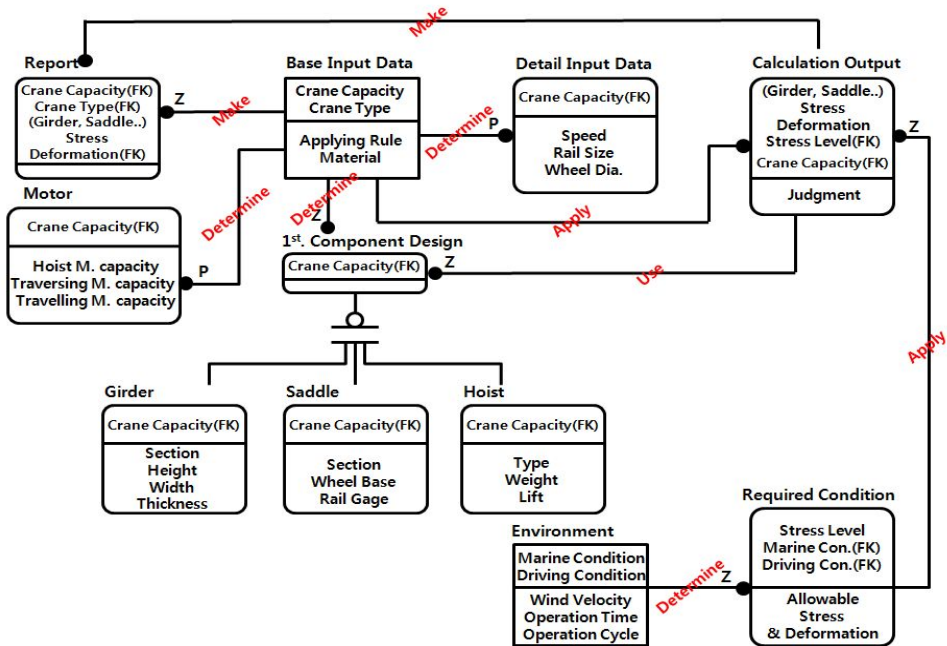 Make
Report
Crane Capacity(FK)
Crane Type(FK)
(Girder, Saddle..)
Stress
Deformation(FK)
Z
Make
Base Input Data
Crane Capacity
Crane Type
Applying Rule
Material
Determine
P
Detail Input Data
Crane Capacity(FK)
Speed
Rail Size
Wheel Dia.
Calculation Output
(Girder, Saddle..)
Stress
Deformation
Stress Level(FK)
Crane Capacity(FK)
Judgment
Z
Motor
Crane Capacity(FK)
Hoist M. capacity
Traversing M. capacity
Travelling M. capacity
P
Determine
Determine
Z
Apply
1st. Component Design
Crane Capacity(FK)
Z
Use
Apply
Girder
Crane Capacity(FK)
Section
Height
Width
Thickness
Saddle
Crane Capacity(FK)
Section
Wheel Base
Rail Gage
Hoist
Crane Capacity(FK)
Type
Weight
Lift
Environment
Marine Condition
Driving Condition
Wind Velocity
Operation Time
Operation Cycle
Determine
Z
Required Condition
Stress Level
Marine Con.(FK)
Driving Con.(FK)
Allowable
Stress
& Deformation